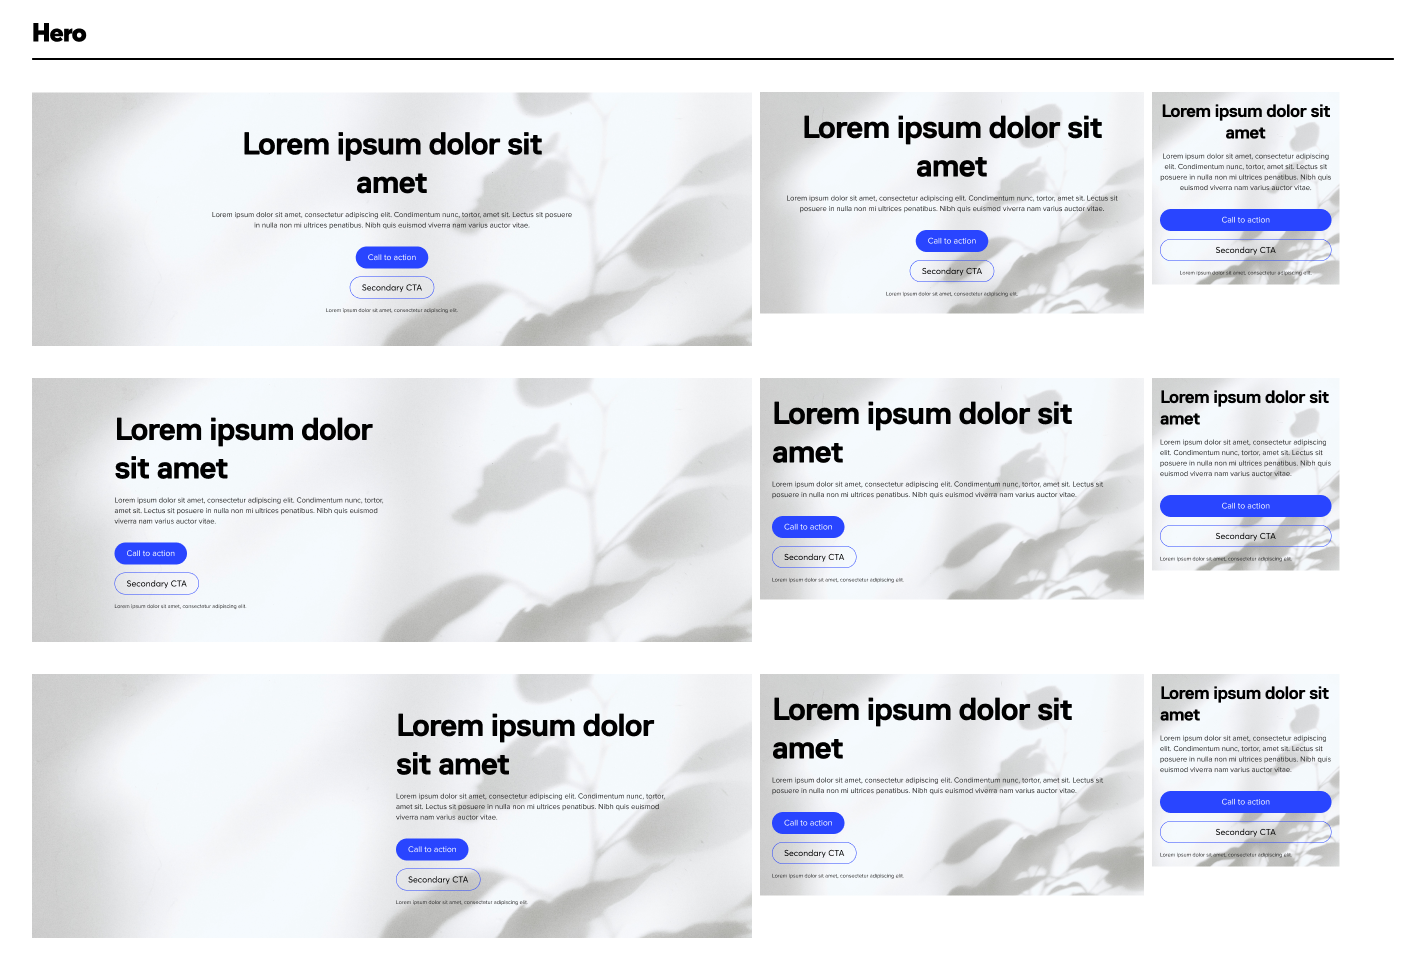 Hero
Lorem ipsum dolor sit
amet
Lorem ipsum dolor sit amet, consectetur adipiscing elit. Condimentum nunc, tortor, amet sit. Lectus sit posuere
in nulla non mi ultrices penatibus. Nibh quis euismod viverra nam varius auctor vitae.
Call to action
Secondary CTA
Lorem ipsum dolor sit amet, consectetur adipiscing elit.
Lorem ipsum dolor sit
amet
Lorem ipsum dolor sit amet, consectetur adipiscing elit. Condimentum nunc, tortor, amet sit. Lectus sit
posuere in nulla non mi ultrices penatibus. Nibh quis euismod viverra nam varius auctor vitae.
Call to action
Secondary CTA
Lorem ipsum dolor sit amet, consectetur adipiscing elit.
Lorem ipsum dolor sit
amet
Lorem ipsum dolor sit amet, consectetur adipiscing
elit. Condimentum nunc, tortor, amet sit. Lectus sit
posuere in nulla non mi ultrices penatibus. Nibh quis
euismod viverra nam varius auctor vitae.
Call to action
Secondary CTA
Lorem ipsum dolor sit amet, consectetur adipiscing elit.
Lorem ipsum dolor
sit amet
Lorem ipsum dolor sit amet, consectetur adipiscing elit. Condimentum nunc, tortor,
amet sit. Lectus sit posuere in nulla non mi ultrices penatibus. Nibh quis euismod
viverra nam varius auctor vitae.
Call to action
Secondary CTA
Lorem ipsum dolor sit amet, consectetur adipiscing elit.
Lorem ipsum dolor sit
amet
Lorem ipsum dolor sit amet, consectetur adipiscing elit. Condimentum nunc, tortor, amet sit. Lectus sit
posuere in nulla non mi ultrices penatibus. Nibh quis euismod viverra nam varius auctor vitae.
Call to action
Secondary CTA
Lorem ipsum dolor sit amet, consectetur adipiscing elit.
Lorem ipsum dolor sit
amet
Lorem ipsum dolor sit amet, consectetur adipiscing
elit. Condimentum nunc, tortor, amet sit. Lectus sit
posuere in nulla non mi ultrices penatibus. Nibh quis
euismod viverra nam varius auctor vitae.
Call to action
Secondary CTA
Lorem ipsum dolor sit amet, consectetur adipiscing elit.
Lorem ipsum dolor
sit amet
Lorem ipsum dolor sit amet, consectetur adipiscing elit. Condimentum nunc, tortor,
amet sit. Lectus sit posuere in nulla non mi ultrices penatibus. Nibh quis euismod
viverra nam varius auctor vitae.
Call to action
Secondary CTA
Lorem ipsum dolor sit amet, consectetur adipiscing elit.
Lorem ipsum dolor sit
amet
Lorem ipsum dolor sit amet, consectetur adipiscing elit. Condimentum nunc, tortor, amet sit. Lectus sit
posuere in nulla non mi ultrices penatibus. Nibh quis euismod viverra nam varius auctor vitae.
Call to action
Secondary CTA
Lorem ipsum dolor sit amet, consectetur adipiscing elit.
Lorem ipsum dolor sit
amet
Lorem ipsum dolor sit amet, consectetur adipiscing
elit. Condimentum nunc, tortor, amet sit. Lectus sit
posuere in nulla non mi ultrices penatibus. Nibh quis
euismod viverra nam varius auctor vitae.
Call to action
Secondary CTA
Lorem ipsum dolor sit amet, consectetur adipiscing elit.